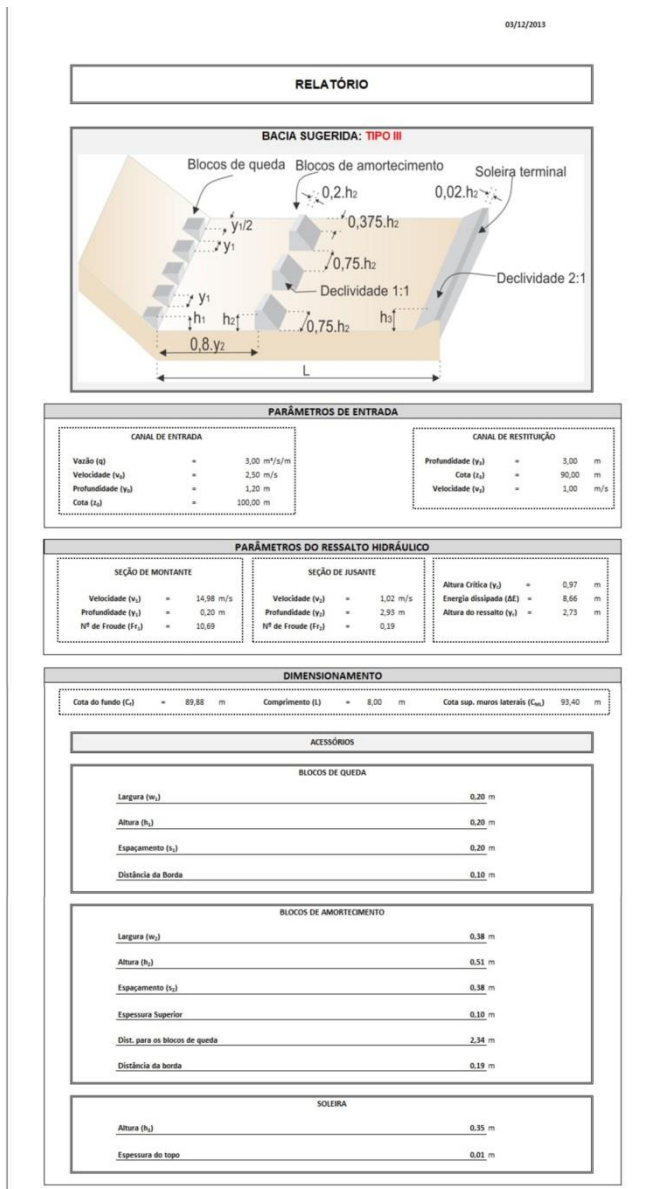 03/12/2013
RELATÓRIO
BACIA SUGERIDA: TIPO III
Blocos de queda
Blocos de amortecimento
Soleira terminal
0,2.h2
0,02.h2
y1/2
0,375.h2
y1
0,75.h2
Declividade 2:1
Declividade 1:1
y1
h1
h2
0,75.h2
h3
0,8.y2
L
PARÂMETROS DE ENTRADA
CANAL DE ENTRADA
Vazão (q) = 3,00 m³/s/m
Velocidade (v0) = 2,50 m/s
Profundidade (y0) = 1,20 m
Cota (z0) = 100,00 m
CANAL DE RESTITUIÇÃO
Profundidade (y3) = 3,00 m
Cota (z3) = 90,00 m
Velocidade (v3) = 1,00 m/s
PARÂMETROS DO RESSALTO HIDRÁULICO
SEÇÃO DE MONTANTE
Velocidade (v1) = 14,98 m/s
Profundidade (y1) = 0,20 m
Nº de Froude (Fr1) = 10,69
SEÇÃO DE JUSANTE
Velocidade (v2) = 1,02 m/s
Profundidade (y2) = 2,93 m
Nº de Froude (Fr2) = 0,19
Altura Crítica (yc) = 0,97 m
Energia dissipada (ΔE) = 8,66 m
Altura do ressalto (yr) = 2,73 m
DIMENSIONAMENTO
Cota do fundo (Cf) = 89,88 m Comprimento (L) = 8,00 m Cota sup. muros laterais (CML) 93,40 m
ACESSÓRIOS
BLOCOS DE QUEDA
Largura (w1) 0,20 m
Altura (h1) 0,20 m
Espaçamento (s1) 0,20 m
Distância da Borda 0,10 m
BLOCOS DE AMORTECIMENTO
Largura (w2) 0,38 m
Altura (h2) 0,51 m
Espaçamento (s2) 0,38 m
Espessura Superior 0,10 m
Dist. para os blocos de queda 2,34 m
Distância da borda 0,19 m
SOLEIRA
Altura (h3) 0,35 m
Espessura do topo 0,01 m